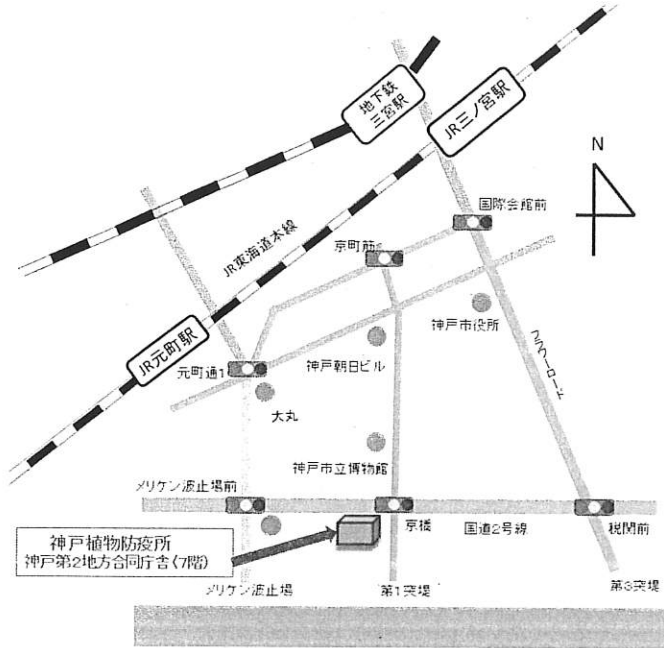 地下鉄
三宮駅
JR三ノ宮駅
N
国際会館前
京町筋
JR東海道本線
神戸市役所
フラワーロード
JR元町駅
元町通1
神戸朝日ビル
大丸
神戸市立博物館
メリケン波止場前
京橋
国道2号線
税関前
神戸植物防疫所
神戸第2地方合同庁舎(7階)
メリケン波止場
第1突堤
第3突堤